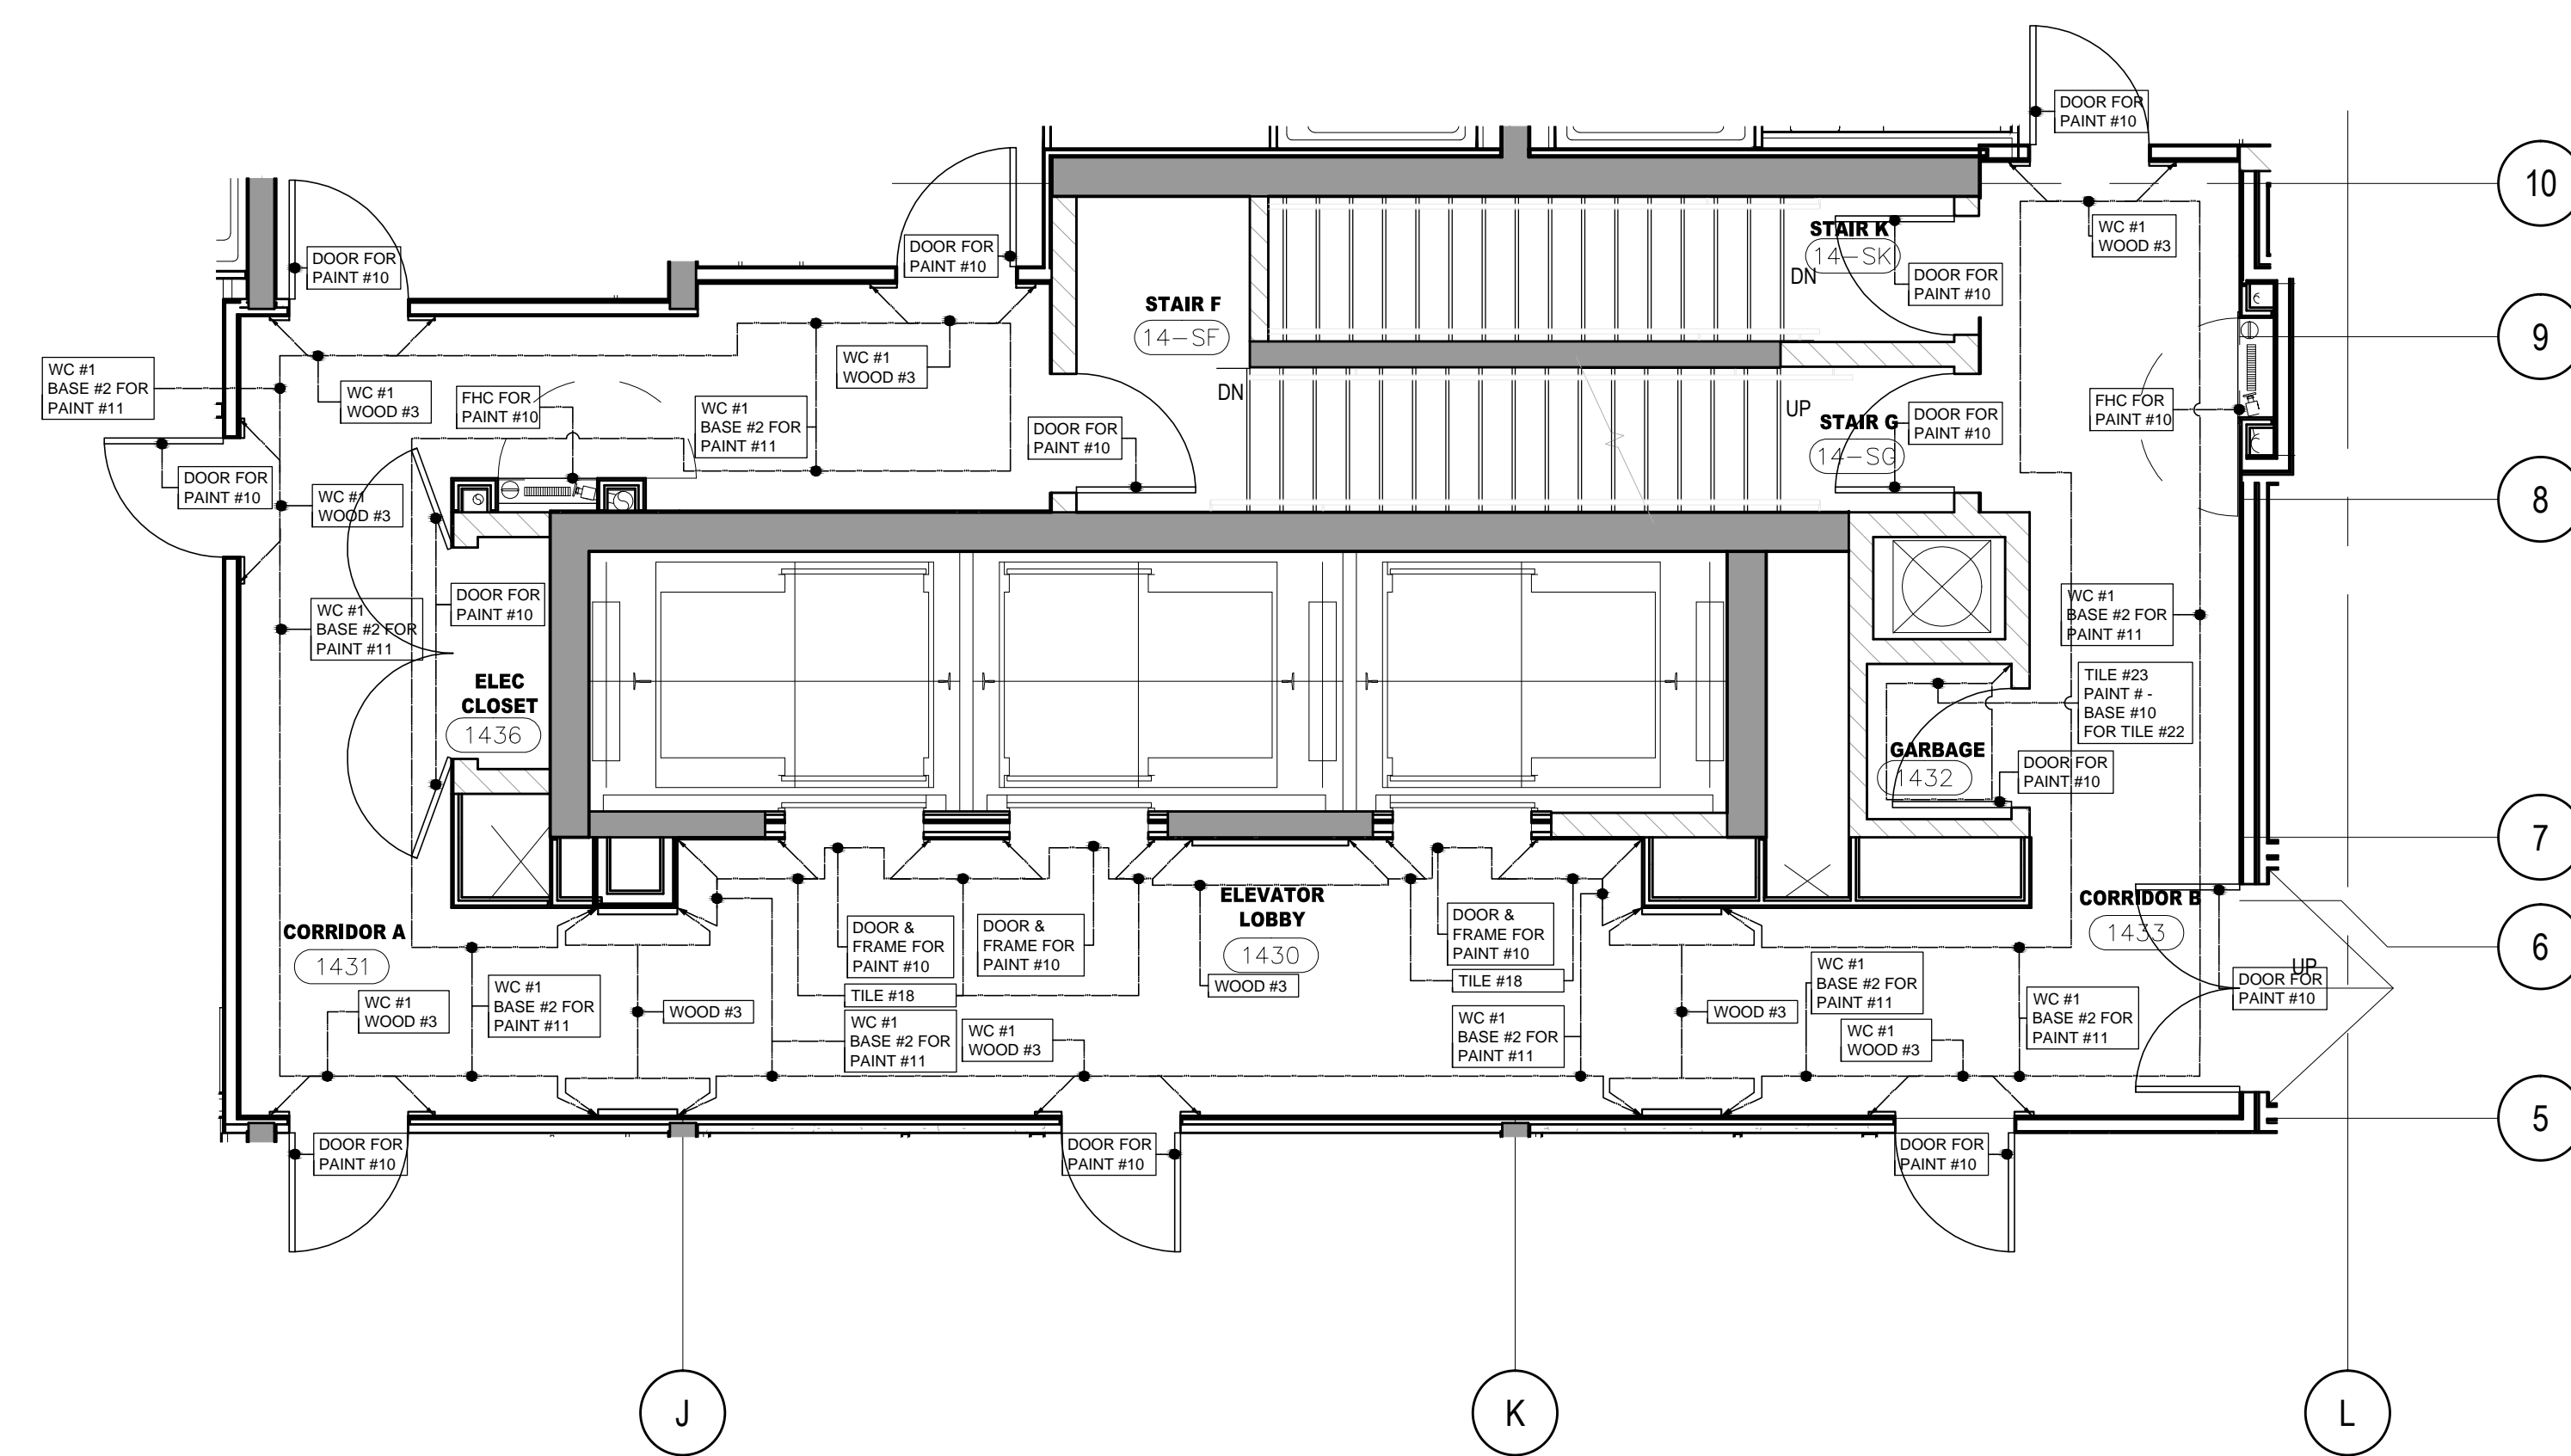 DOOR FOR
PAINT #10
10
DOOR FOR
PAINT #10
DOOR FOR
PAINT #10
STAIR K
14-SK
DN
DOOR FOR
PAINT #10
WC #1
WOOD #3
STAIR F
14-SF
9
WC #1
BASE #2 FOR
PAINT #11
WC #1
WOOD #3
FHC FOR
PAINT #10
WC #1
BASE #2 FOR
PAINT #11
WC #1
WOOD #3
DOOR FOR
PAINT #10
DN
UP
STAIR G
14-SG
DOOR FOR
PAINT #10
FHC FOR
PAINT #10
DOOR FOR
PAINT #10
WC #1
WOOD #3
8
WC #1
BASE #2 FOR
PAINT #11
DOOR FOR
PAINT #10
WC #1
BASE #2 FOR
PAINT #11
ELEC
CLOSET
1436
TILE #23
PAINT # -
BASE #10
FOR TILE #22
GARBAGE
1432
DOOR FOR
PAINT #10
7
CORRIDOR A
1431
DOOR &
FRAME FOR
PAINT #10
DOOR &
FRAME FOR
PAINT #10
ELEVATOR
LOBBY
1430
WOOD #3
DOOR &
FRAME FOR
PAINT #10
CORRIDOR B
1433
6
UP
DOOR FOR
PAINT #10
WC #1
WOOD #3
WC #1
BASE #2 FOR
PAINT #11
WOOD #3
TILE #18
WC #1
BASE #2 FOR
PAINT #11
WC #1
WOOD #3
TILE #18
WC #1
BASE #2 FOR
PAINT #11
WOOD #3
WC #1
BASE #2 FOR
PAINT #11
WC #1
WOOD #3
WC #1
BASE #2 FOR
PAINT #11
5
DOOR FOR
PAINT #10
DOOR FOR
PAINT #10
DOOR FOR
PAINT #10
J
K
L